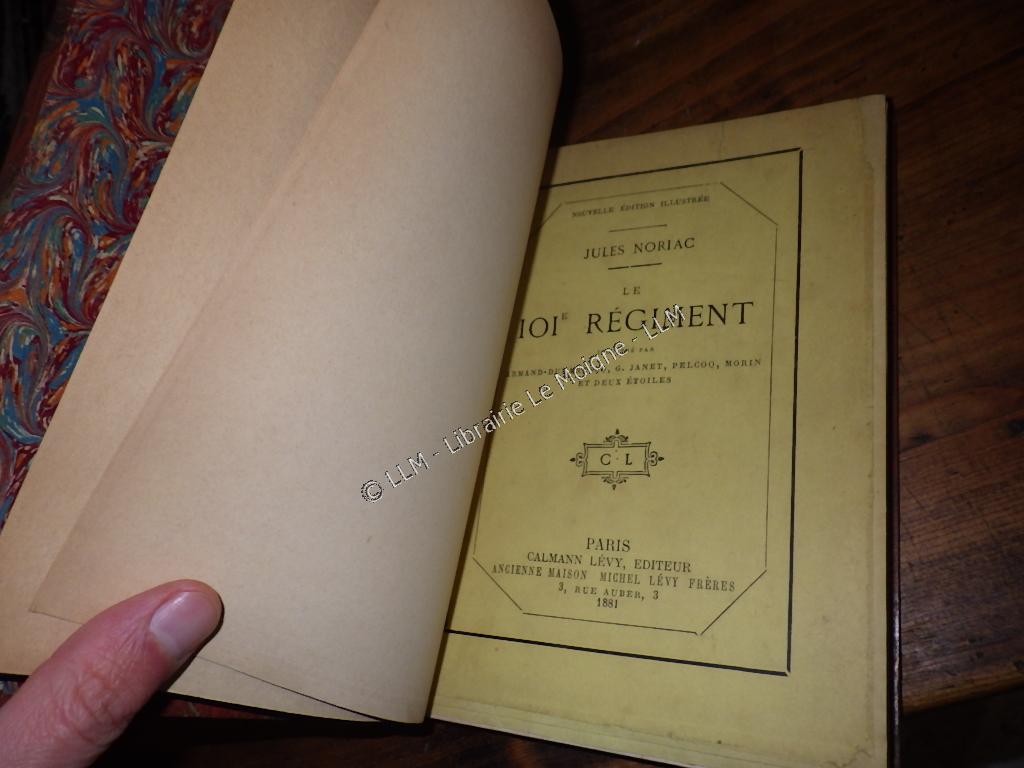 NOUVELLE ÉDITION ILLUSTRÉE
JULES NORIAC
LE
101E RÉGIMENT
PAR
G. JANET, PELCOQ, MORIN
ET DEUX ÉTOILES
C. L
PARIS
CALMANN LÉVY, EDITEUR
ANCIENNE MAISON MICHEL LÉVY FRÈRES
3, RUE AUBER, 3
1881
© LLM - Librairie Le Moigne - LLM